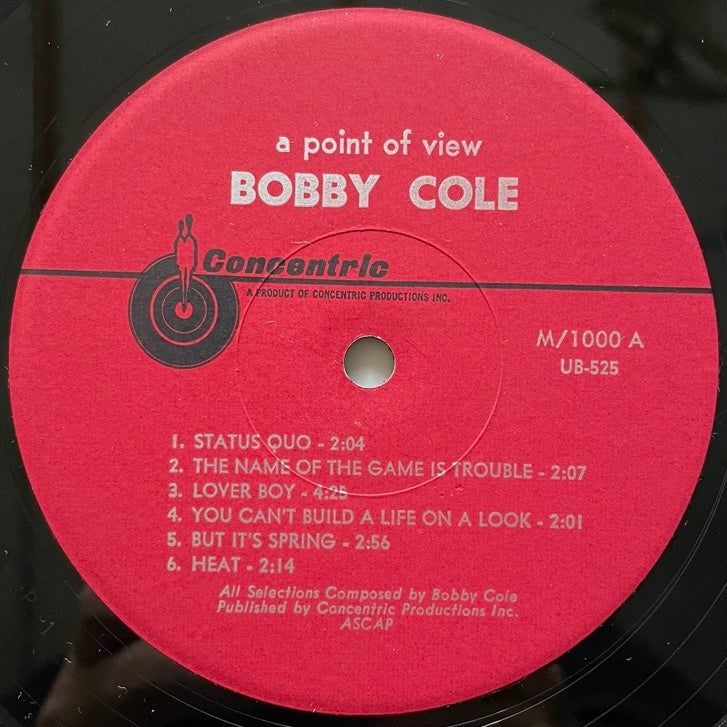 a point of view
BOBBY COLE
Concentric
A PRODUCT OF CONCENTRIC PRODUCTIONS INC.
M/1000 A
UB-525
1. STATUS QUO - 2:04
2. THE NAME OF THE GAME IS TROUBLE - 2:07
3. LOVER BOY - 4:25
4. YOU CAN'T BUILD A LIFE ON A LOOK - 2:01
5. BUT IT'S SPRING - 2:56
6. HEAT - 2:14
All Selections Composed by Bobby Cole
Published by Concentric Productions Inc.
ASCAP